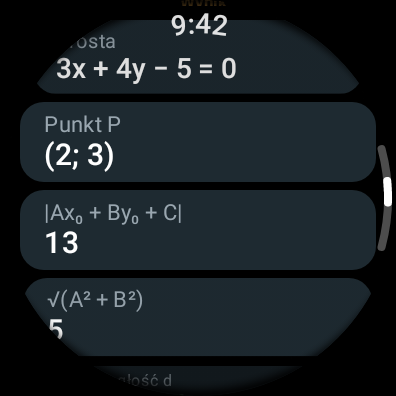 9:42
3x + 4y − 5 = 0
Punkt P
(2; 3)
|Ax₀ + By₀ + C|
13
√(A² + B²)
5